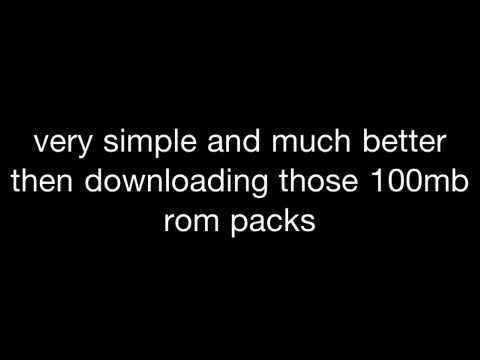 very simple and much better
then downloading those 100mb
rom packs